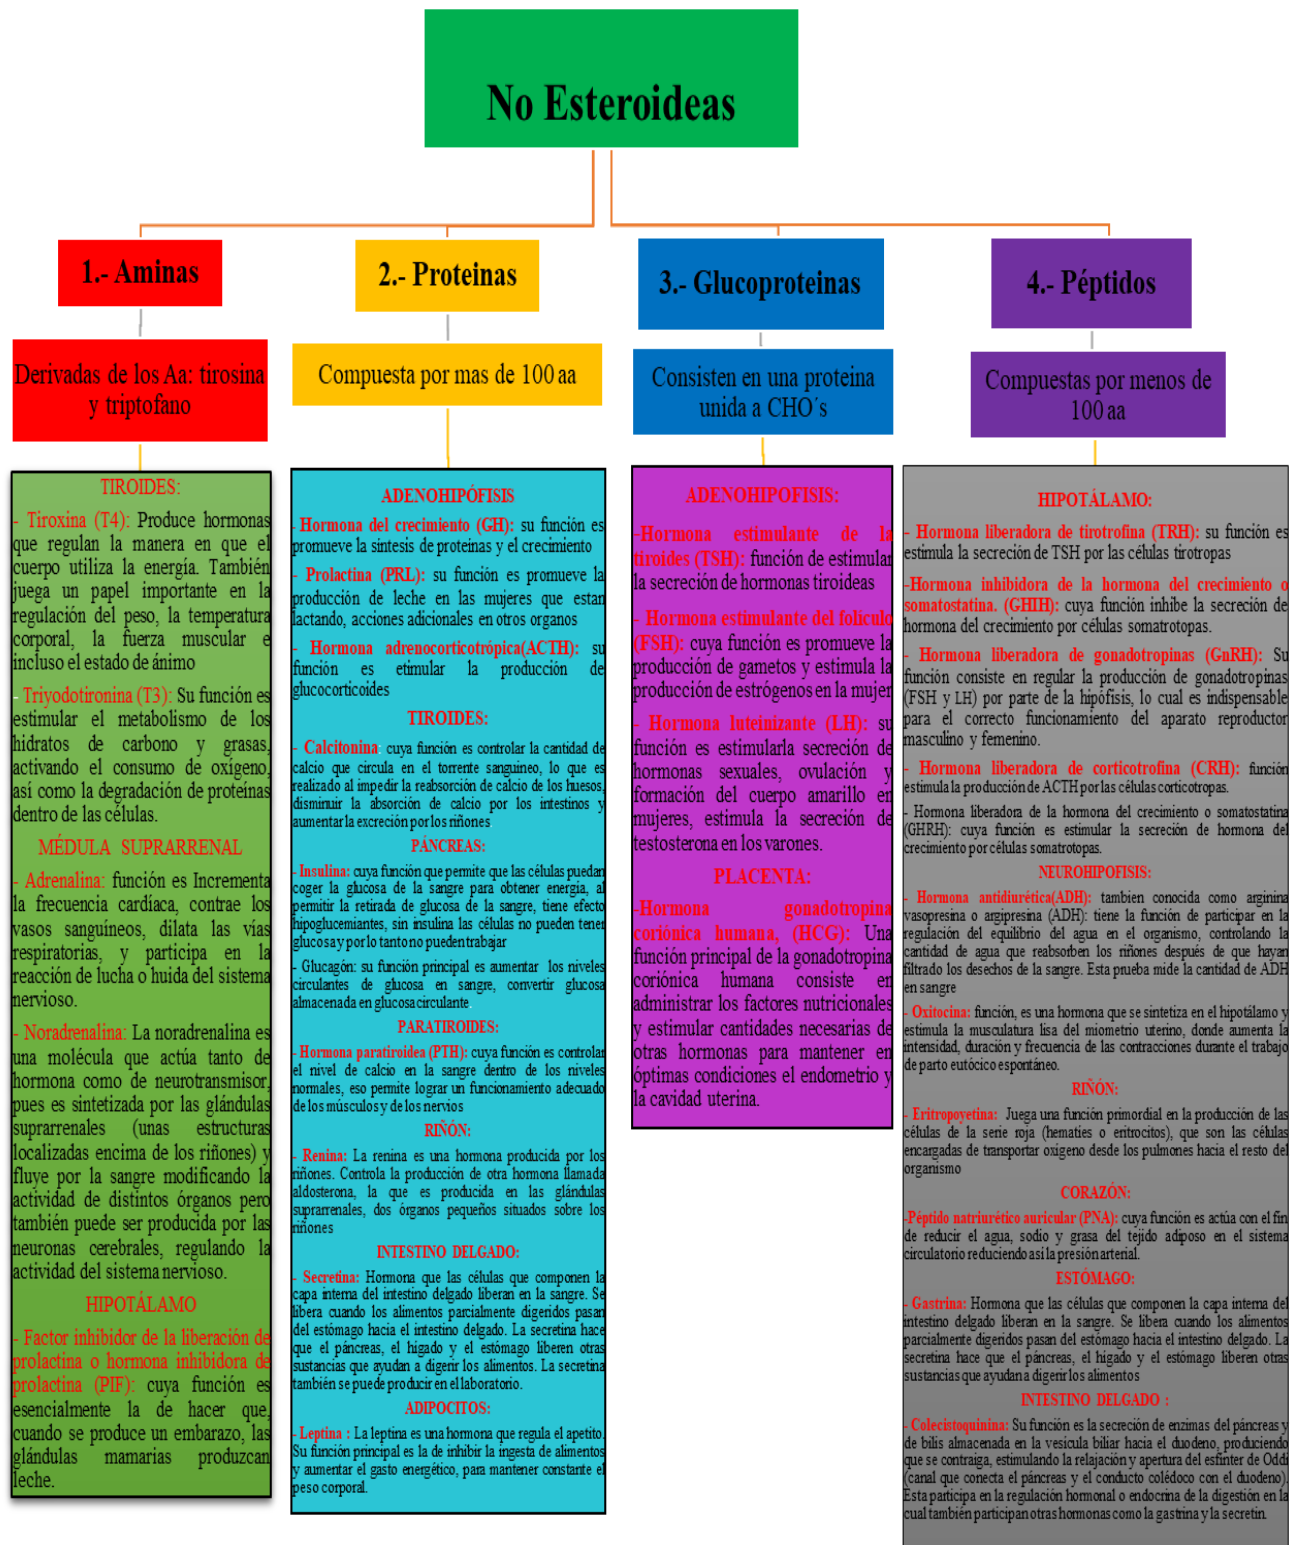 No Esteroideas
1.- Aminas
Derivadas de los Aa: tirosina
y triptofano
TIROIDES:
- Tiroxina (T4): Produce hormonas
que regulan la manera en que el
cuerpo utiliza la energía. También
juega un papel importante en la
regulación del peso, la temperatura
corporal, la fuerza muscular e
incluso el estado de ánimo
- Triyodotironina (T3): Su función es
estimular el metabolismo de los
hidratos de carbono y grasas,
activando el consumo de oxígeno,
así como la degradación de proteínas
dentro de las células.
MÉDULA SUPRARRENAL
- Adrenalina: función es Incrementa
la frecuencia cardíaca, contrae los
vasos sanguíneos, dilata las vías
respiratorias, y participa en la
reacción de lucha o huida del sistema
nervioso.
- Noradrenalina: La noradrenalina es
una molécula que actúa tanto de
hormona como de neurotransmisor,
pues es sintetizada por las glándulas
suprarrenales (unas estructuras
localizadas encima de los riñones) y
fluye por la sangre modificando la
actividad de distintos órganos pero
también puede ser producida por las
neuronas cerebrales, regulando la
actividad del sistema nervioso.
HIPOTÁLAMO
- Factor inhibidor de la liberación de
prolactina o hormona inhibidora de
prolactina (PIF): cuya función es
esencialmente la de hacer que,
cuando se produce un embarazo, las
glándulas mamarias produzcan
leche.
2.- Proteinas
Compuesta por mas de 100 aa
ADENOHIPÓFISIS
- Hormona del crecimiento (GH): su función es
promueve la síntesis de proteinas y el crecimiento
- Prolactina (PRL): su función es promueve la
producción de leche en las mujeres que estan
lactando, acciones adicionales en otros organos
- Hormona adrenocorticotrópica(ACTH): su
función es etimular la producción de
glucocorticoides
TIROIDES:
- Calcitonina: cuya función es controlar la cantidad de
calcio que circula en el torrente sanguineo, lo que es
realizado al impedir la reabsorción de calcio de los huesos,
disminuir la absorción de calcio por los intestinos y
aumentar la excreción por los riñones
PÁNCREAS:
- Insulina: cuya función que permite que las células puedan
coger la glucosa de la sangre para obtener energía, al
permitir la retirada de glucosa de la sangre, tiene efecto
hipoglucemiantes, sin insulina las células no pueden tener
glucosa y por lo tanto no pueden trabajar
- Glucagón: su función principal es aumentar los niveles
circulantes de glucosa en sangre, convertir glucosa
almacenada en glucosa circulante.
PARATIROIDES:
- Hormona paratiroidea (PTH): cuya función es controlar
el nivel de calcio en la sangre dentro de los niveles
normales, eso permite lograr un funcionamiento adecuado
de los músculos y de los nervios
RIÑÓN:
- Renina: La renina es una hormona producida por los
riñones. Controla la producción de otra hormona llamada
aldosterona, la que es producida en las glándulas
suprarrenales, dos órganos pequeños situados sobre los
riñones
INTESTINO DELGADO:
- Secretina: Hormona que las células que componen la
capa interna del intestino delgado liberan en la sangre. Se
libera cuando los alimentos parcialmente digeridos pasan
del estómago hacia el intestino delgado. La secretina hace
que el páncreas, el hígado y el estómago liberen otras
sustancias que ayudan a digerir los alimentos. La secretina
también se puede producir en el laboratorio.
ADIPOCITOS:
- Leptina : La leptina es una hormona que regula el apetito.
Su función principal es la de inhibir la ingesta de alimentos
y aumentar el gasto energético, para mantener constante el
peso corporal.
3.- Glucoproteinas
Consisten en una proteina
unida a CHO´s
ADENOHIPOFISIS:
-Hormona estimulante de la
tiroides (TSH): función de estimular
la secreción de hormonas tiroideas
- Hormona estimulante del folículo
(FSH): cuya función es promueve la
producción de gametos y estimula la
producción de estrógenos en la mujer
- Hormona luteinizante (LH): su
función es estimularla secreción de
hormonas sexuales, ovulación y
formación del cuerpo amarillo en
mujeres, estimula la secreción de
testosterona en los varones.
PLACENTA:
-Hormona gonadotropina
coriónica humana, (HCG): Una
función principal de la gonadotropina
coriónica humana consiste en
administrar los factores nutricionales
y estimular cantidades necesarias de
otras hormonas para mantener en
óptimas condiciones el endometrio y
la cavidad uterina.
4.- Péptidos
Compuestas por menos de
100 aa
HIPOTÁLAMO:
- Hormona liberadora de tirotrofina (TRH): su función es
estimula la secreción de TSH por las células tirotropas
-Hormona inhibidora de la hormona del crecimiento o
somatostatina. (GHIH): cuya función inhibe la secreción de
hormona del crecimiento por células somatrotopas.
- Hormona liberadora de gonadotropinas (GnRH): Su
función consiste en regular la producción de gonadotropinas
(FSH y LH) por parte de la hipófisis, lo cual es indispensable
para el correcto funcionamiento del aparato reproductor
masculino y femenino.
- Hormona liberadora de corticotrofina (CRH): función
estimula la producción de ACTH por las células corticotropas.
- Hormona liberadora de la hormona del crecimiento o somatostatina
(GHRH): cuya función es estimular la secreción de hormona del
crecimiento por células somatrotopas.
NEUROHIPOFISIS:
- Hormona antidiurética(ADH): tambien conocida como arginina
vasopresina o argipresina (ADH): tiene la función de participar en la
regulación del equilibrio del agua en el organismo, controlando la
cantidad de agua que reabsorben los riñones después de que hayan
filtrado los desechos de la sangre. Esta prueba mide la cantidad de ADH
en sangre
- Oxitocina: función, es una hormona que se sintetiza en el hipotálamo y
estimula la musculatura lisa del miometrio uterino, donde aumenta la
intensidad, duración y frecuencia de las contracciones durante el trabajo
de parto eutócico espontáneo.
RIÑÓN:
- Eritropoyetina: Juega una función primordial en la producción de las
células de la serie roja (hematíes o eritrocitos), que son las células
encargadas de transportar oxigeno desde los pulmones hacia el resto del
organismo
CORAZÓN:
-Péptido natriurético auricular (PNA): cuya función es actúa con el fin
de reducir el agua, sodio y grasa del tejido adiposo en el sistema
circulatorio reduciendo así la presión arterial.
ESTÓMAGO:
- Gastrina: Hormona que las células que componen la capa interna del
intestino delgado liberan en la sangre. Se libera cuando los alimentos
parcialmente digeridos pasan del estómago hacia el intestino delgado. La
secretina hace que el páncreas, el hígado y el estómago liberen otras
sustancias que ayudan a digerir los alimentos
INTESTINO DELGADO :
- Colecistoquinina: Su función es la secreción de enzimas del páncreas y
de bilis almacenada en la vesícula biliar hacia el duodeno, produciendo
que se contraiga, estimulando la relajación y apertura del esfínter de Oddi
(canal que conecta el páncreas y el conducto colédoco con el duodeno).
Esta participa en la regulación hormonal o endocrina de la digestión en la
cual también participan otras hormonas como la gastrina y la secretin.